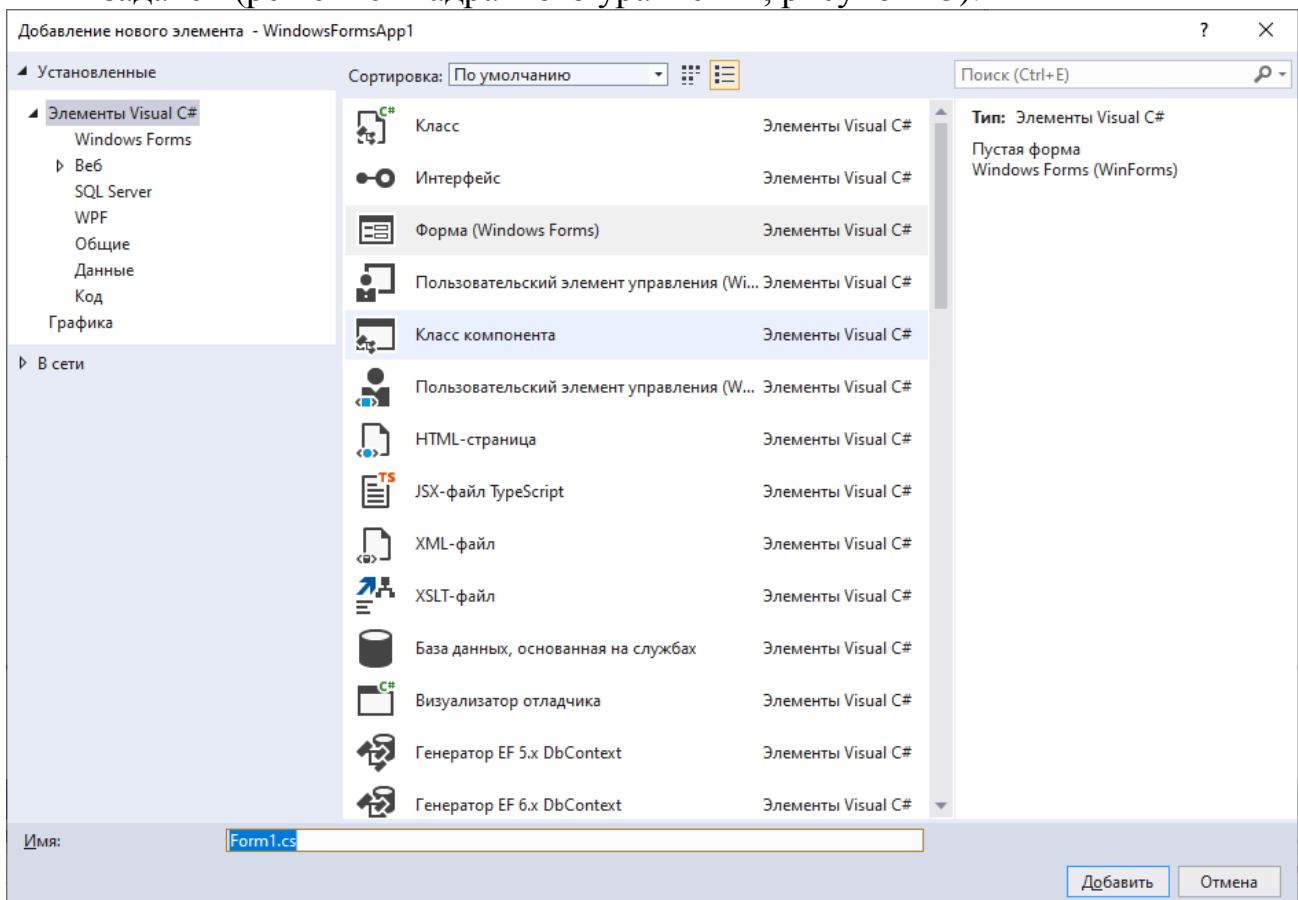 Добавление нового элемента - WindowsFormsApp1 ?
Установленные
Сортировка: По умолчанию
Поиск (Ctrl+E)
Элементы Visual C#
Windows Forms
Веб
SQL Server
WPF
Общие
Данные
Код
Графика
В сети
C# Класс Элементы Visual C#
Интерфейс Элементы Visual C#
Форма (Windows Forms) Элементы Visual C#
Пользовательский элемент управления (Wi... Элементы Visual C#
Класс компонента Элементы Visual C#
Пользовательский элемент управления (W... Элементы Visual C#
HTML-страница Элементы Visual C#
TS JSX-файл TypeScript Элементы Visual C#
XML-файл Элементы Visual C#
XSLT-файл Элементы Visual C#
База данных, основанная на службах Элементы Visual C#
C# Визуализатор отладчика Элементы Visual C#
Генератор EF 5.x DbContext Элементы Visual C#
Генератор EF 6.x DbContext Элементы Visual C#
Тип: Элементы Visual C#
Пустая форма
Windows Forms (WinForms)
Имя: Form1.cs
Добавить Отмена